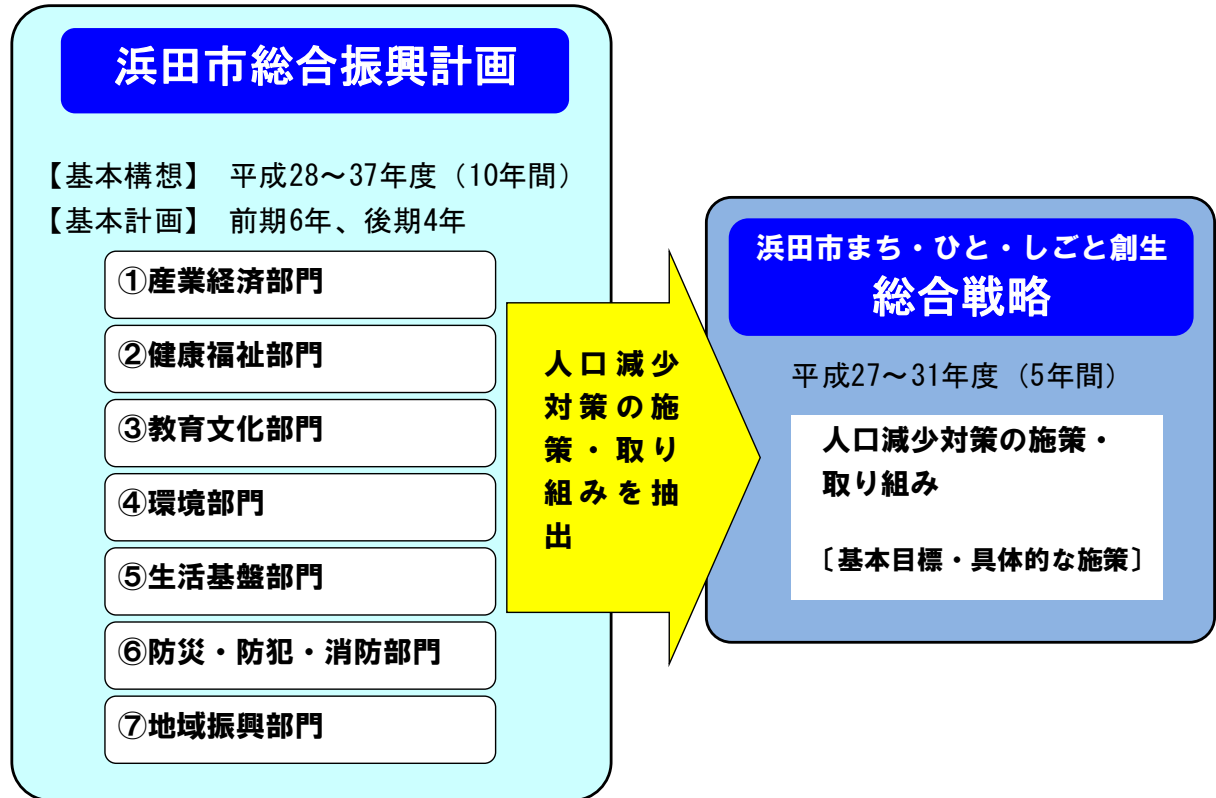 浜田市総合振興計画
【基本構想】 平成28～37年度（10年間）
【基本計画】 前期6年、後期4年
①産業経済部門
②健康福祉部門
③教育文化部門
④環境部門
⑤生活基盤部門
⑥防災・防犯・消防部門
⑦地域振興部門
人口減少
対策の施
策・取り
組みを抽
出
浜田市まち・ひと・しごと創生
総合戦略
平成27～31年度（5年間）
人口減少対策の施策・
取り組み
〔基本目標・具体的な施策〕